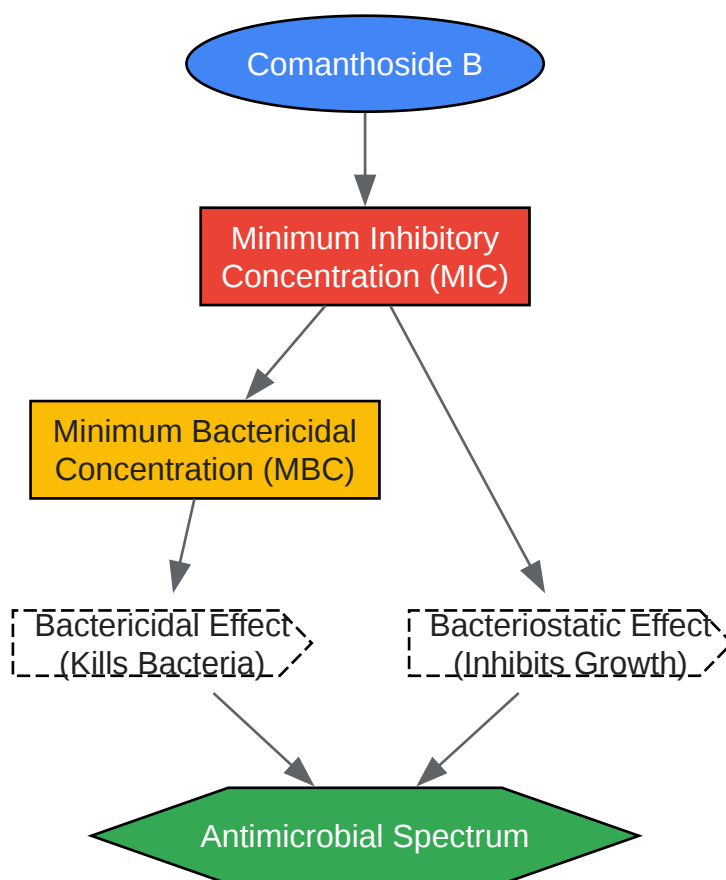 Comanthoside B
Minimum Inhibitory
Concentration (MIC)
Minimum Bactericidal
Concentration (MBC)
Bactericidal Effect
(Kills Bacteria)
Bacteriostatic Effect
(Inhibits Growth)
Antimicrobial Spectrum